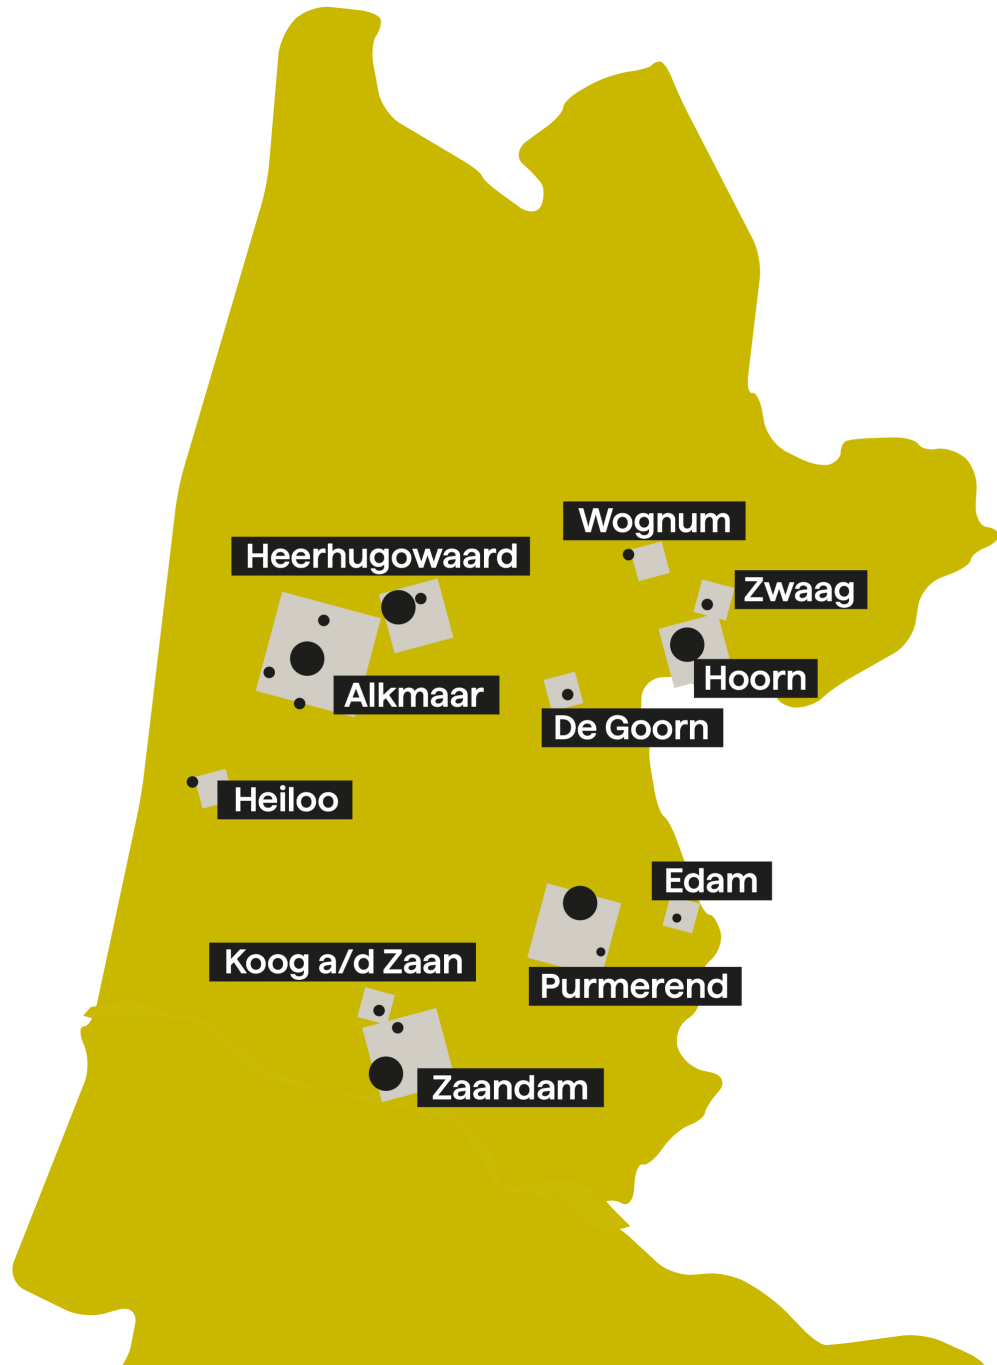 Wognum
Heerhugowaard
Zwaag
Hoorn
Alkmaar
De Goorn
Heiloo
Edam
Koog a/d Zaan
Purmerend
Zaandam